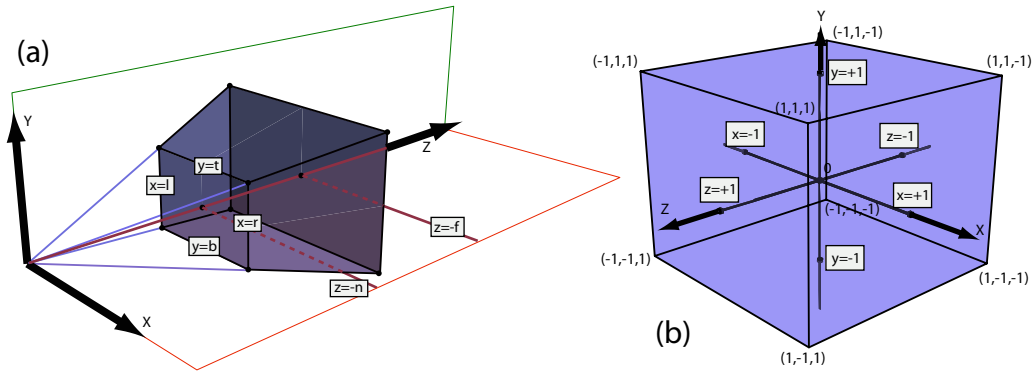 (a)
Y
Z
X
y=t
x=l
x=r
y=b
z=-f
z=-n
(b)
Y
(-1,1,-1)
(-1,1,1)
y=+1
(1,1,-1)
(1,1,1)
x=-1
z=-1
0
z=+1
x=+1
Z
(-1,-1,-1)
X
(-1,-1,1)
y=-1
(1,-1,-1)
(1,-1,1)